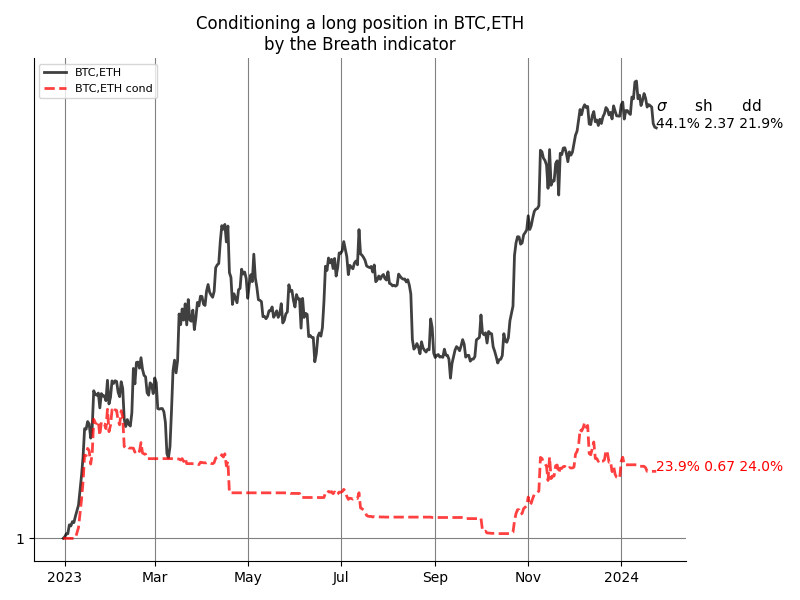 Conditioning a long position in BTC,ETH
by the Breath indicator
BTC,ETH
BTC,ETH cond
σ sh dd
44.1% 2.37 21.9%
23.9% 0.67 24.0%
1
2023 Mar May Jul Sep Nov 2024